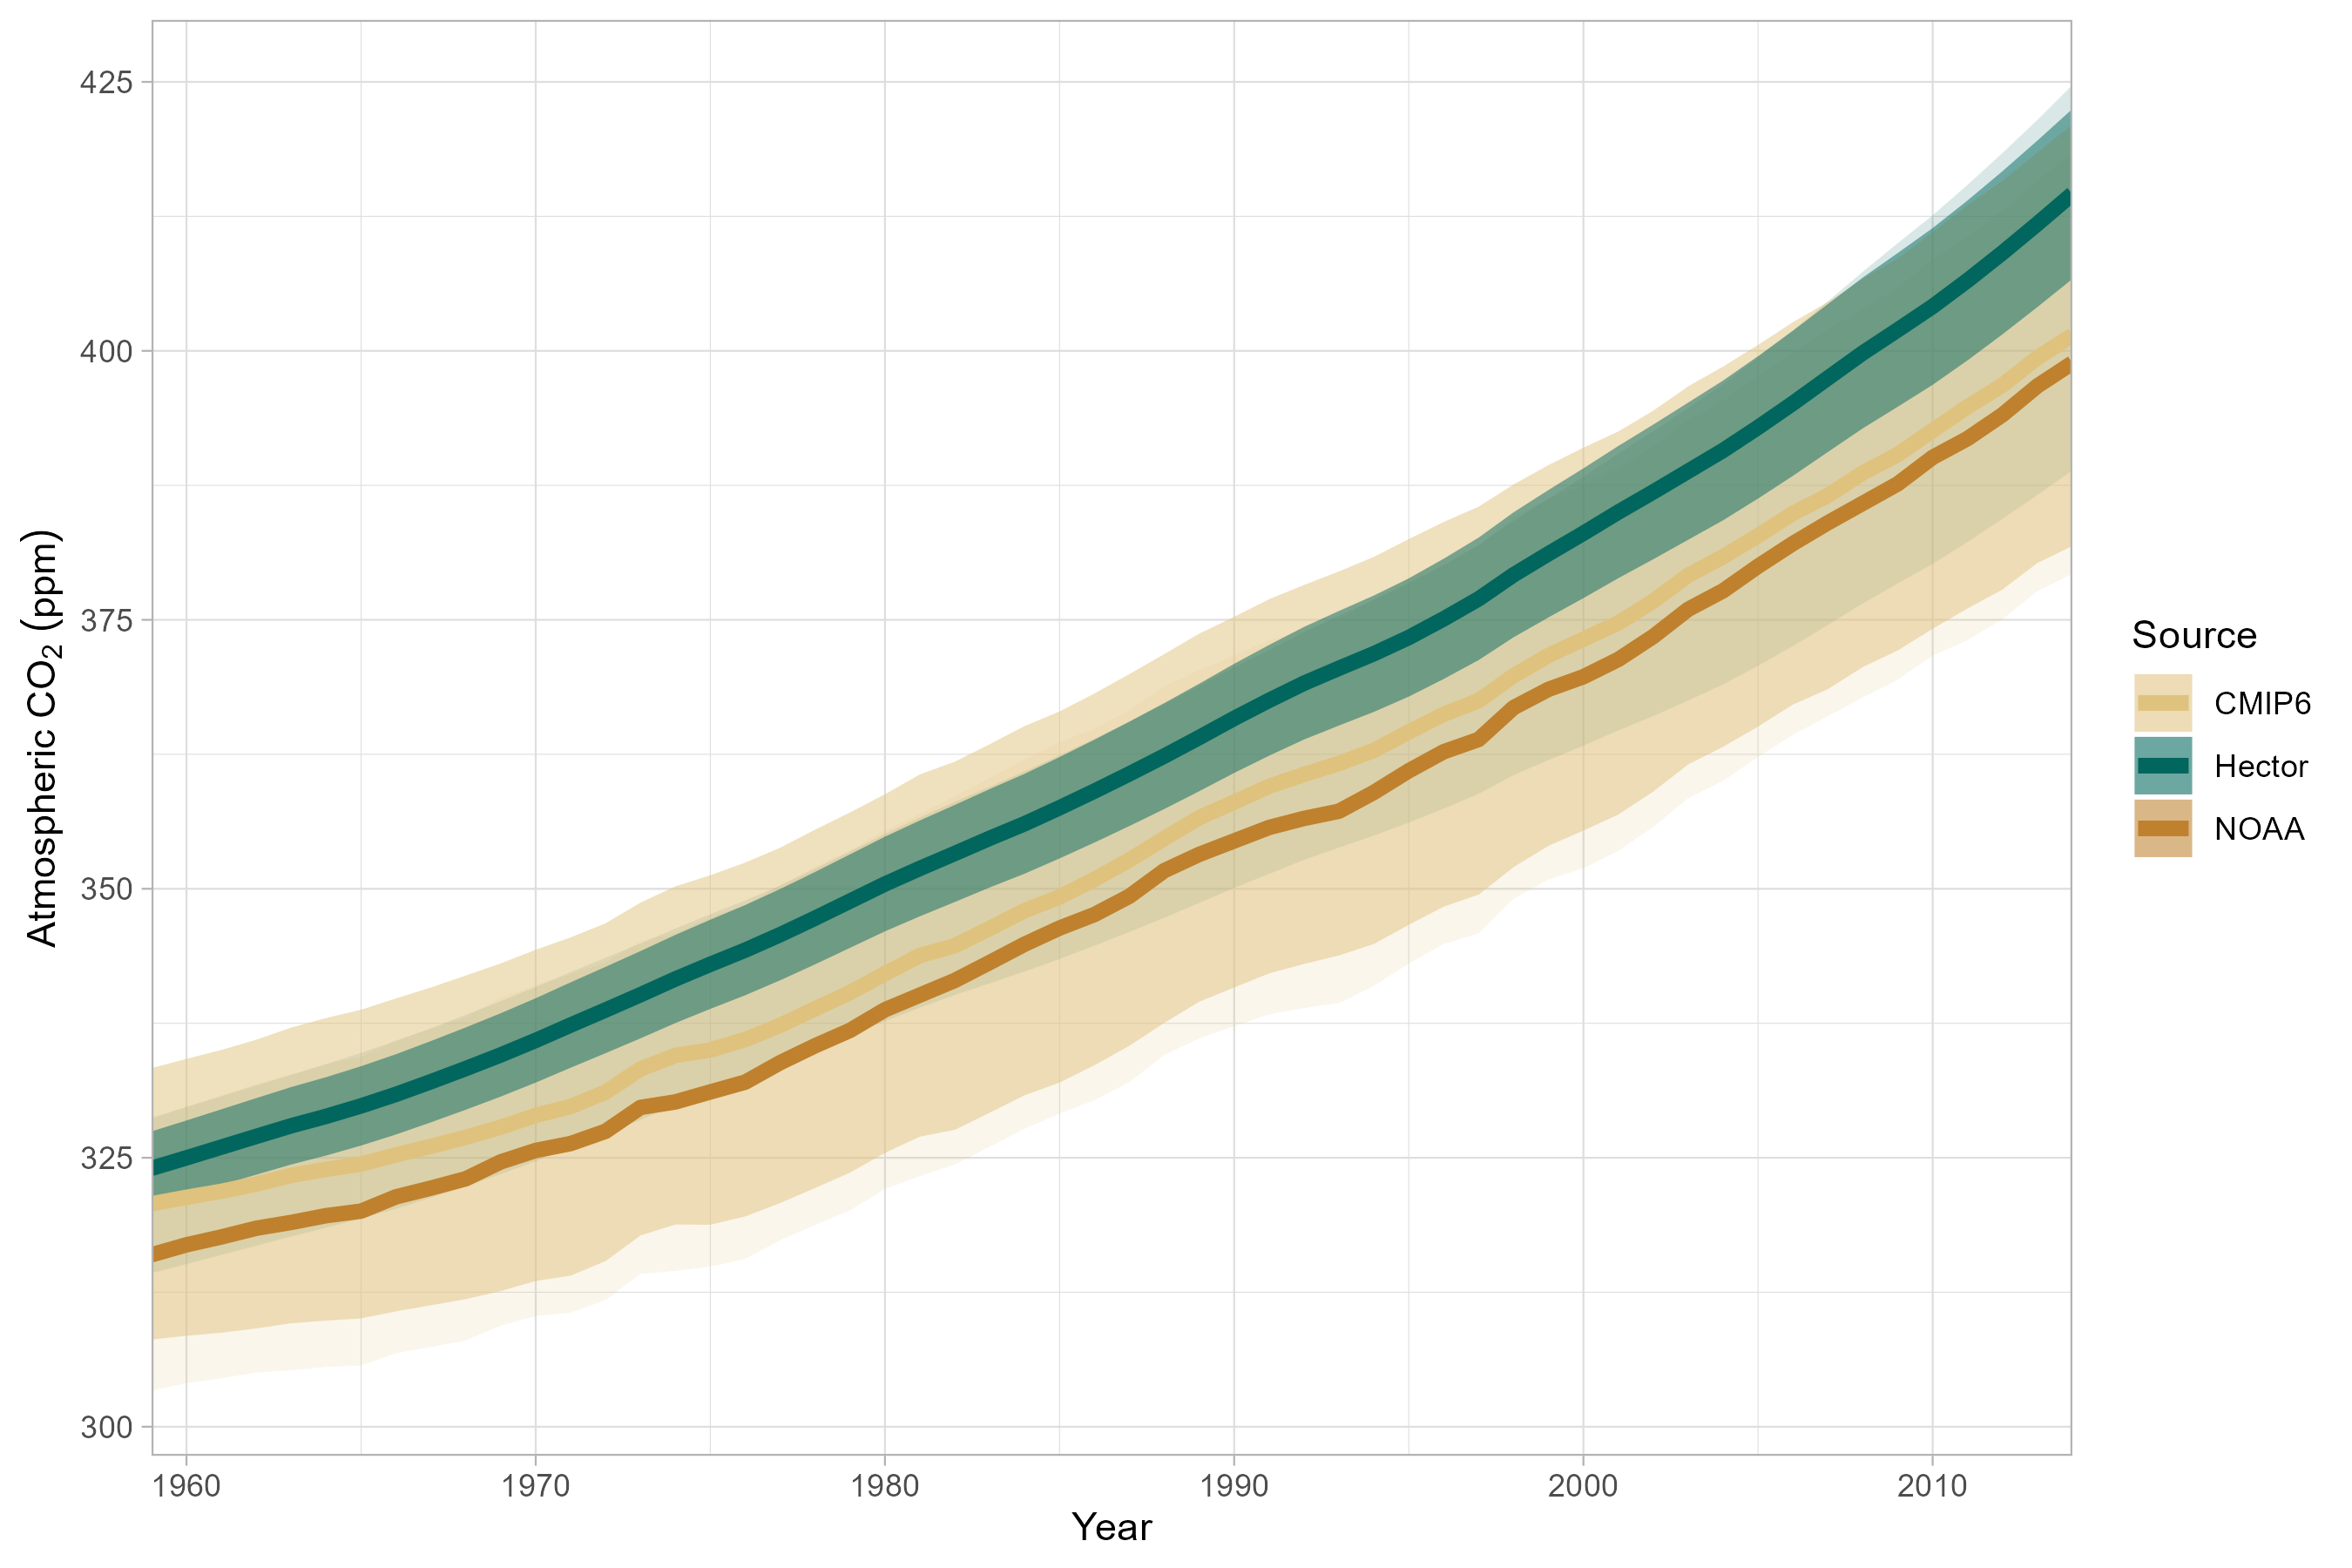 425
400
375
350
325
300
Atmospheric CO₂ (ppm)
1960 1970 1980 1990 2000 2010
Year
Source
CMIP6
Hector
NOAA